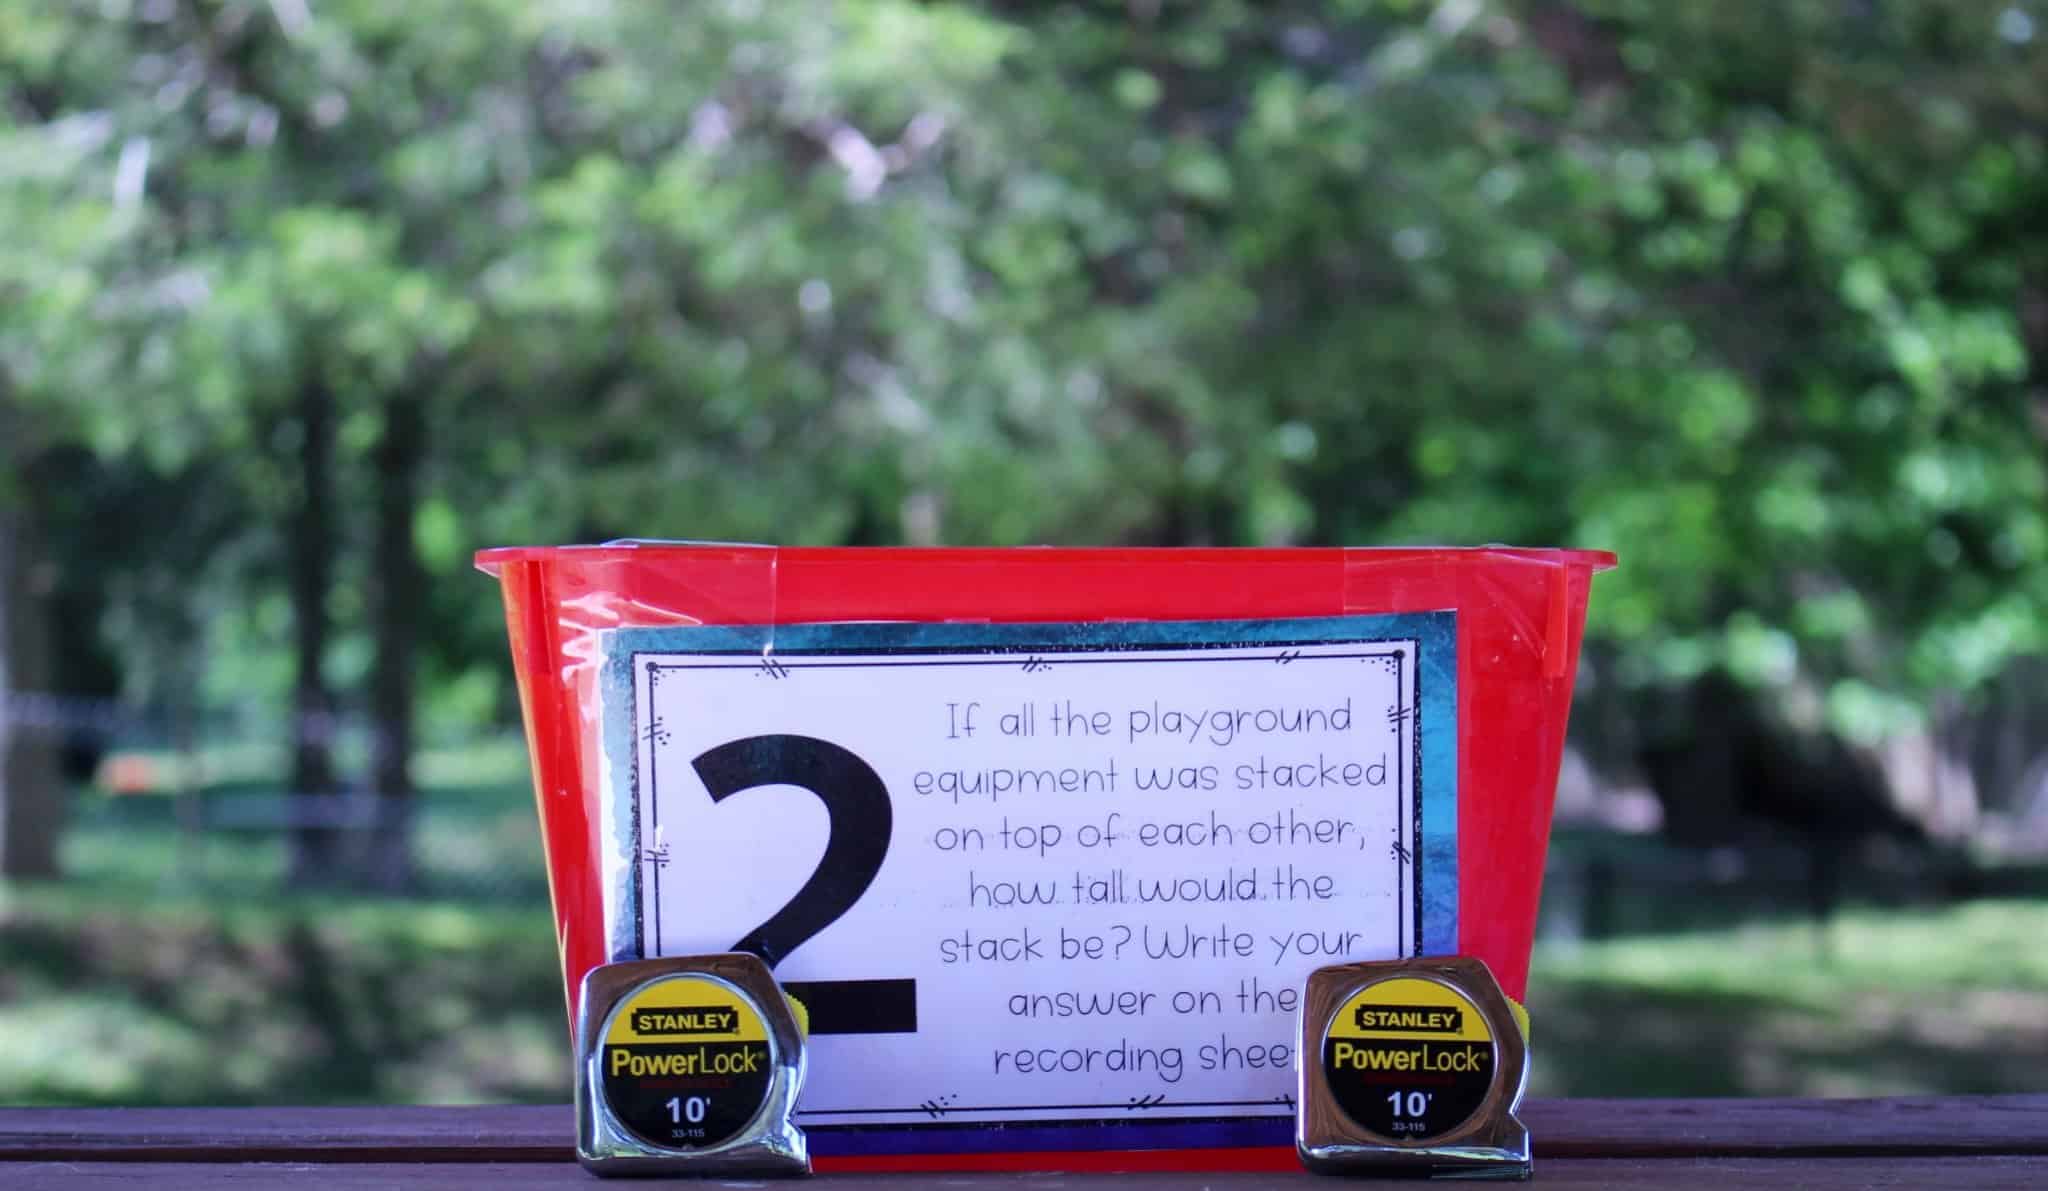 2
If all the playground
equipment was stacked
on top of each other,
how tall would the
stack be? Write your
answer on the
recording shee
STANLEY
PowerLock®
10'
33-115
STANLEY
PowerLock®
10'
33-115